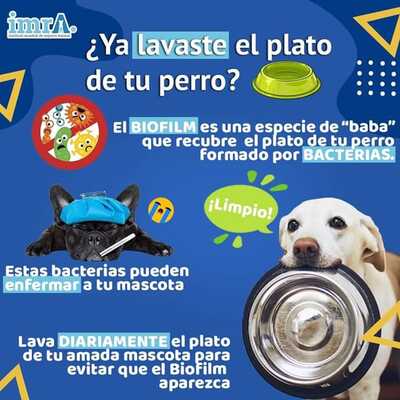 imrA.
¿Ya lavaste el plato
de tu perro?
El BIOFILM es una especie de “baba”
que recubre el plato de tu perro
formado por BACTERIAS.
¡Limpio!
Estas bacterias pueden
enfermar a tu mascota
Lava DIARIAMENTE el plato
de tu amada mascota para
evitar que el Biofilm
aparezca